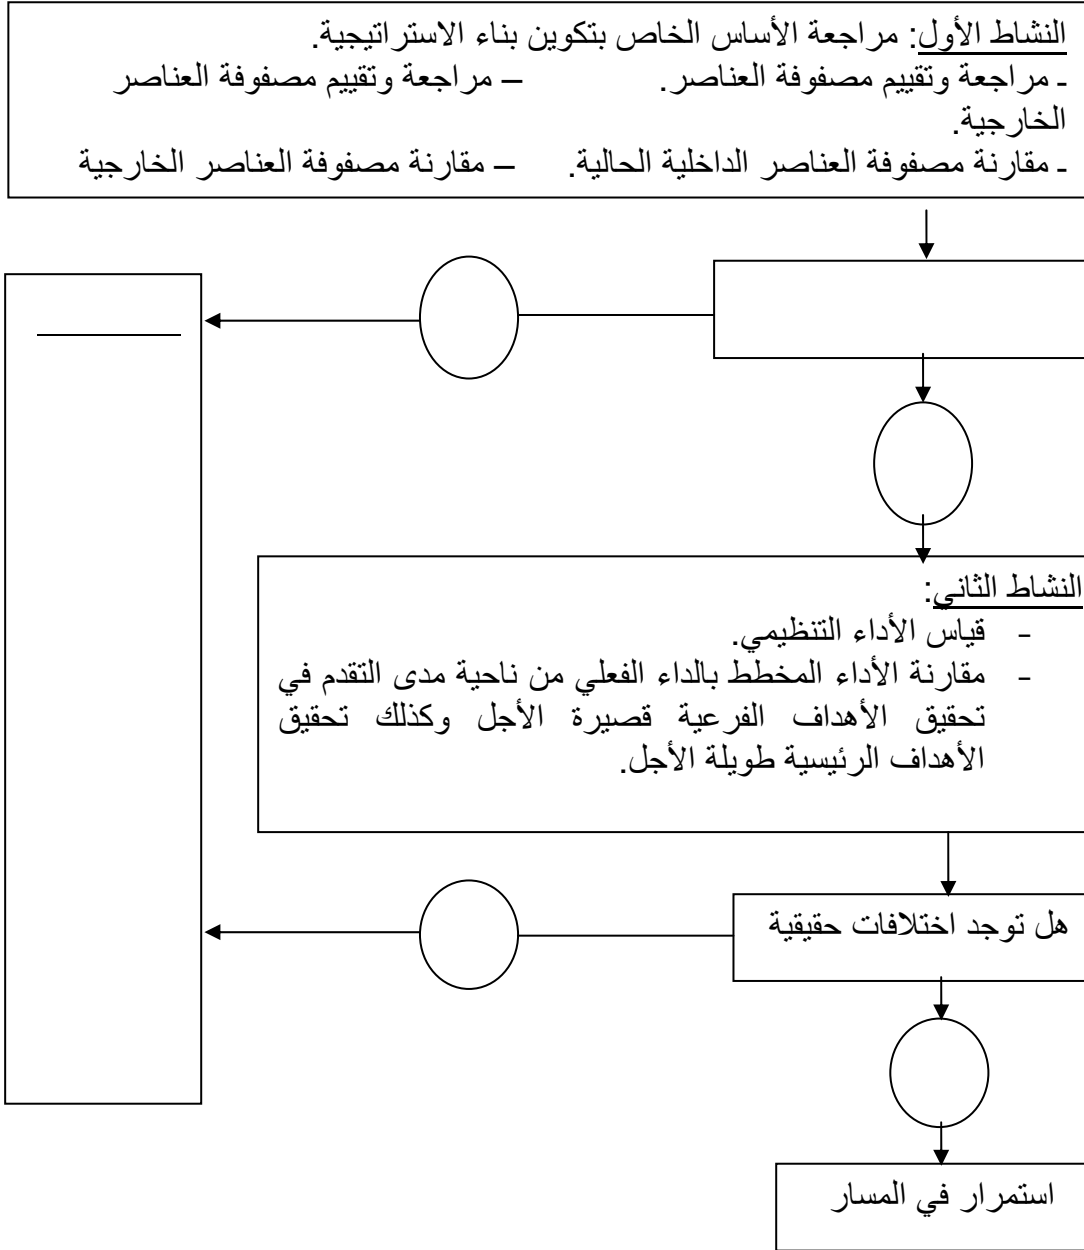 النشاط الأول: مراجعة الأساس الخاص بتكوين بناء الاستراتيجية.
ـ مراجعة وتقييم مصفوفة العناصر. – مراجعة وتقييم مصفوفة العناصر
الخارجية.
ـ مقارنة مصفوفة العناصر الداخلية الحالية. – مقارنة مصفوفة العناصر الخارجية
النشاط الثاني:
- قياس الأداء التنظيمي.
- مقارنة الأداء المخطط بالداء الفعلي من ناحية مدى التقدم في
تحقيق الأهداف الفرعية قصيرة الأجل وكذلك تحقيق
الأهداف الرئيسية طويلة الأجل.
هل توجد اختلافات حقيقية
استمرار في المسار